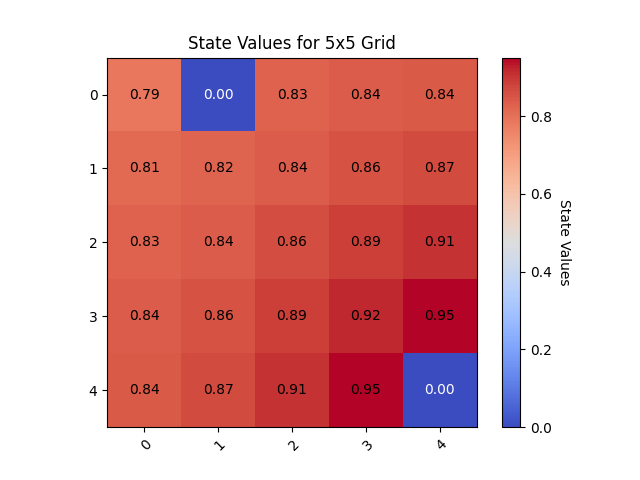 State Values for 5x5 Grid
0 0.79 0.00 0.83 0.84 0.84
1 0.81 0.82 0.84 0.86 0.87
2 0.83 0.84 0.86 0.89 0.91
3 0.84 0.86 0.89 0.92 0.95
4 0.84 0.87 0.91 0.95 0.00
0 1 2 3 4
0.8
0.6
0.4
0.2
0.0
State Values